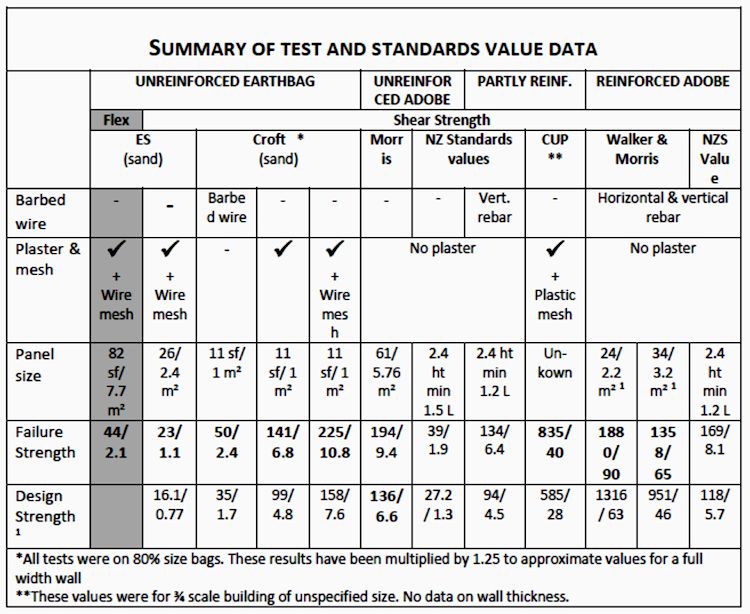 SUMMARY OF TEST AND STANDARDS VALUE DATA
UNREINFORCED EARTHBAG
UNREINFOR
CED ADOBE
PARTLY REINF.
REINFORCED ADOBE
Flex
Shear Strength
ES
(sand)
Croft *
(sand)
Morr
is
NZ Standards
values
CUP
**
Walker &
Morris
NZS
Valu
e
Barbed
wire
-
-
Barbe
d wire
-
-
-
-
Vert.
rebar
-
Horizontal & vertical
rebar
Plaster &
mesh
✓
+
Wire
mesh
✓
+
Wire
mesh
-
✓
✓
+
Wire
mes
h
No plaster
✓
+
Plastic
mesh
No plaster
Panel
size
82
sf/
7.7
m²
26/
2.4
m²
11 sf/
1 m²
11
sf/ 1
m²
11
sf/ 1
m²
61/
5.76
m²
2.4
ht
min
1.5 L
2.4 ht
min
1.2 L
Un-
kown
24/
2.2
m² ¹
34/
3.2
m² ¹
2.4
ht
min
1.2 L
Failure
Strength
44/
2.1
23/
1.1
50/
2.4
141/
6.8
225/
10.8
194/
9.4
39/
1.9
134/
6.4
835/
40
188
0/
90
135
8/
65
169/
8.1
Design
Strength
1
16.1/
0.77
35/
1.7
99/
4.8
158/
7.6
136/
6.6
27.2
/ 1.3
94/
4.5
585/
28
1316
/ 63
951/
46
118/
5.7
*All tests were on 80% size bags. These results have been multiplied by 1.25 to approximate values for a full
width wall
**These values were for ¾ scale building of unspecified size. No data on wall thickness.